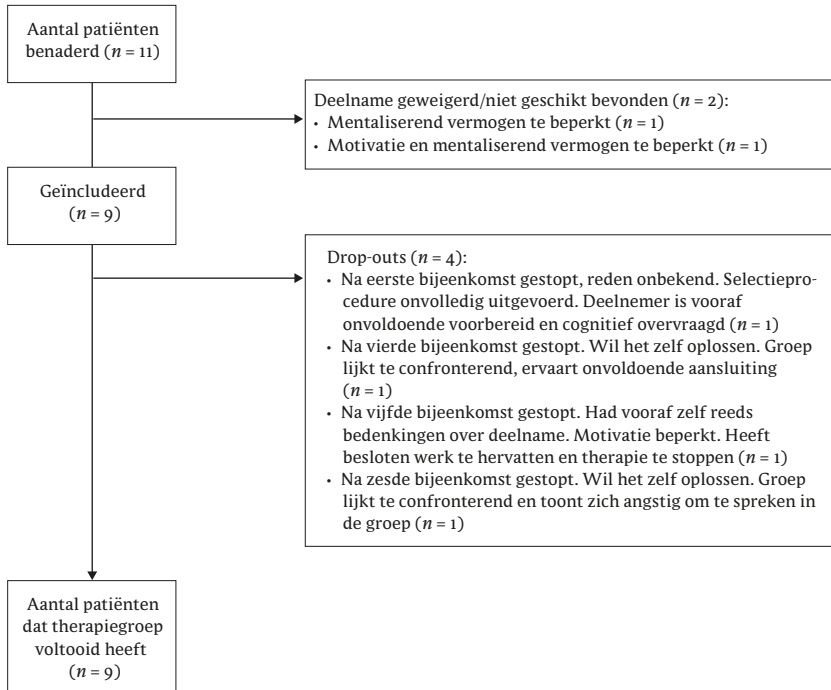 Aantal patiënten
benaderd (n = 11)
Deelname geweigerd/niet geschikt bevonden (n = 2):
• Mentaliserend vermogen te beperkt (n = 1)
• Motivatie en mentaliserend vermogen te beperkt (n = 1)
Geïncludeerd
(n = 9)
Drop-outs (n = 4):
• Na eerste bijeenkomst gestopt, reden onbekend. Selectiepro-
cedure onvolledig uitgevoerd. Deelnemer is vooraf
onvoldoende voorbereid en cognitief overvraagd (n = 1)
• Na vierde bijeenkomst gestopt. Wil het zelf oplossen. Groep
lijkt te confronterend, ervaart onvoldoende aansluiting
(n = 1)
• Na vijfde bijeenkomst gestopt. Had vooraf zelf reeds
bedenkingen over deelname. Motivatie beperkt. Heeft
besloten werk te hervatten en therapie te stoppen (n = 1)
• Na zesde bijeenkomst gestopt. Wil het zelf oplossen. Groep
lijkt te confronterend en toont zich angstig om te spreken in
de groep (n = 1)
Aantal patiënten
dat therapiegroep
voltooid heeft
(n = 9)